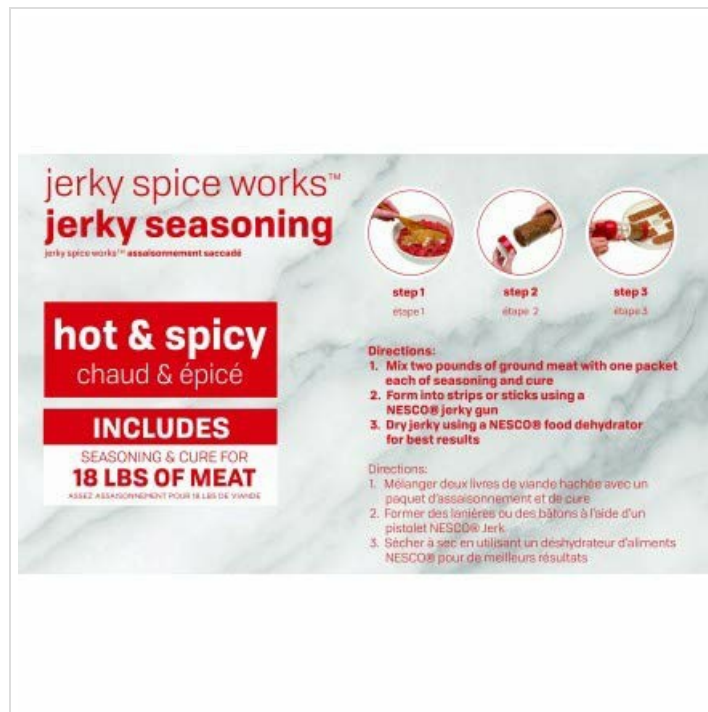 jerky spice works™
jerky seasoning
jerky spice works™ assaisonnement saccadé
hot & spicy
chaud & épicé
INCLUDES
SEASONING & CURE FOR
18 LBS OF MEAT
ASSEZ ASSAISONNEMENT POUR 18 LBS DE VIANDE
step 1
étape 1
step 2
étape 2
step 3
étape 3
Directions:
1. Mix two pounds of ground meat with one packet
each of seasoning and cure
2. Form into strips or sticks using a
NESCO® jerky gun
3. Dry jerky using a NESCO® food dehydrator
for best results
Directions:
1. Mélanger deux livres de viande hachée avec un
paquet d'assaisonnement et de cure
2. Former des lanières ou des bâtons à l'aide d'un
pistolet NESCO® Jerk
3. Sécher à sec en utilisant un déshydrateur d'aliments
NESCO® pour de meilleurs résultats